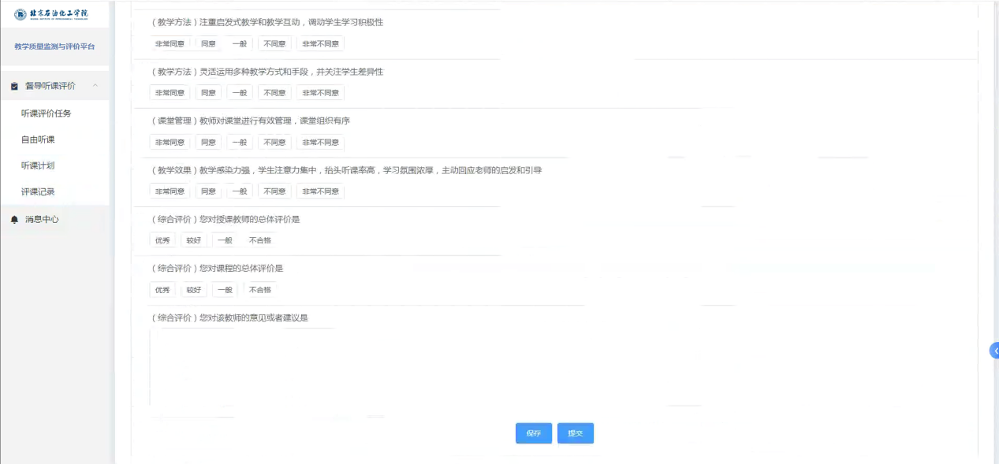 北京石油化工学院
教学质量监测与评价平台
督导听课评价
听课评价任务
自由听课
听课计划
评课记录
消息中心
（教学方法）注重启发式教学和教学互动，调动学生学习积极性
非常同意 同意 一般 不同意 非常不同意
（教学方法）灵活运用多种教学方式和手段，并关注学生差异性
非常同意 同意 一般 不同意 非常不同意
（课堂管理）教师对课堂进行有效管理，课堂组织有序
非常同意 同意 一般 不同意 非常不同意
（教学效果）教学感染力强，学生注意力集中，抬头听课率高，学习氛围浓厚，主动回应老师的启发和引导
非常同意 同意 一般 不同意 非常不同意
（综合评价）您对授课教师的总体评价是
优秀 较好 一般 不合格
（综合评价）您对课程的总体评价是
优秀 较好 一般 不合格
（综合评价）您对该教师的意见或者建议是
保存 提交